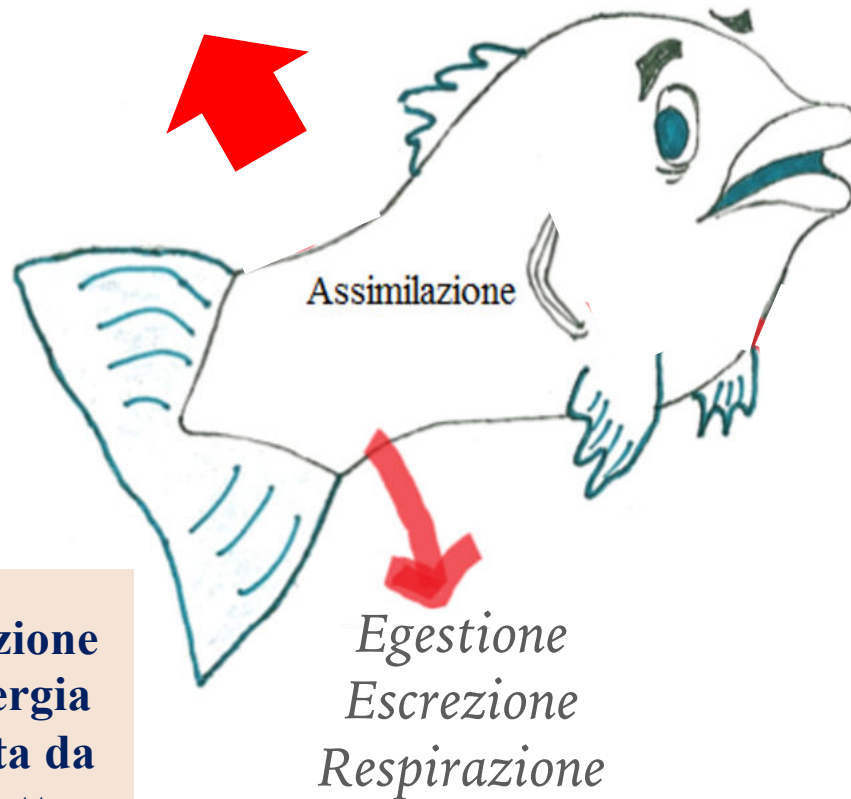 Assimilazione
zione
ergia
ta da
Egestione
Escrezione
Respirazione